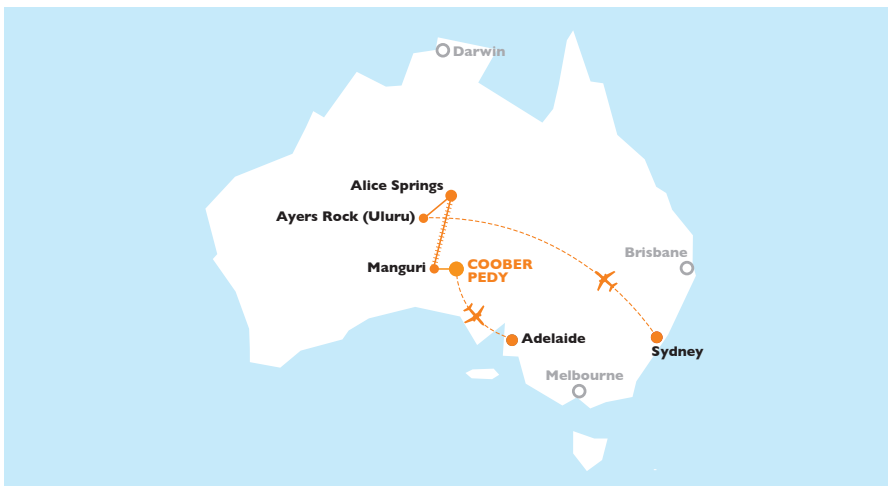 Darwin
Alice Springs
Ayers Rock (Uluru)
Brisbane
Manguri
COOBER
PEDY
Adelaide
Sydney
Melbourne